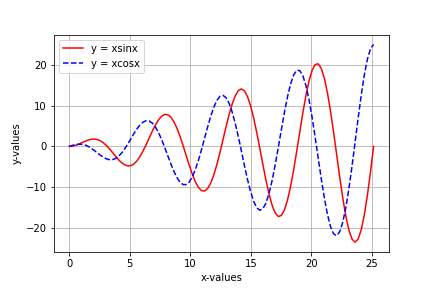 y = xsinx
y = xcosx
y-values
20
10
0
−10
−20
0
5
10
15
20
25
x-values